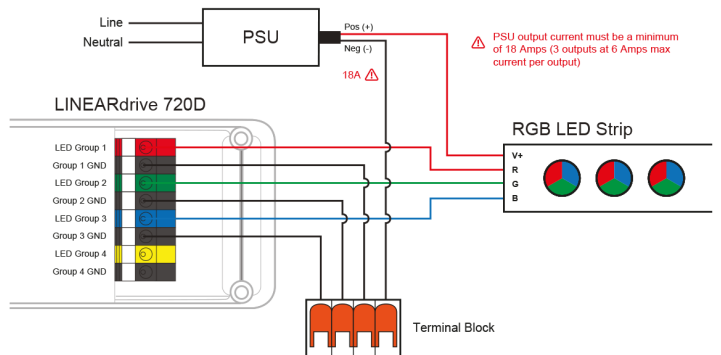 Line
Neutral
PSU
Pos (+)
Neg (-)
18A
PSU output current must be a minimum
of 18 Amps (3 outputs at 6 Amps max
current per output)
LINEARdrive 720D
LED Group 1
Group 1 GND
LED Group 2
Group 2 GND
LED Group 3
Group 3 GND
LED Group 4
Group 4 GND
RGB LED Strip
V+
R
G
B
Terminal Block